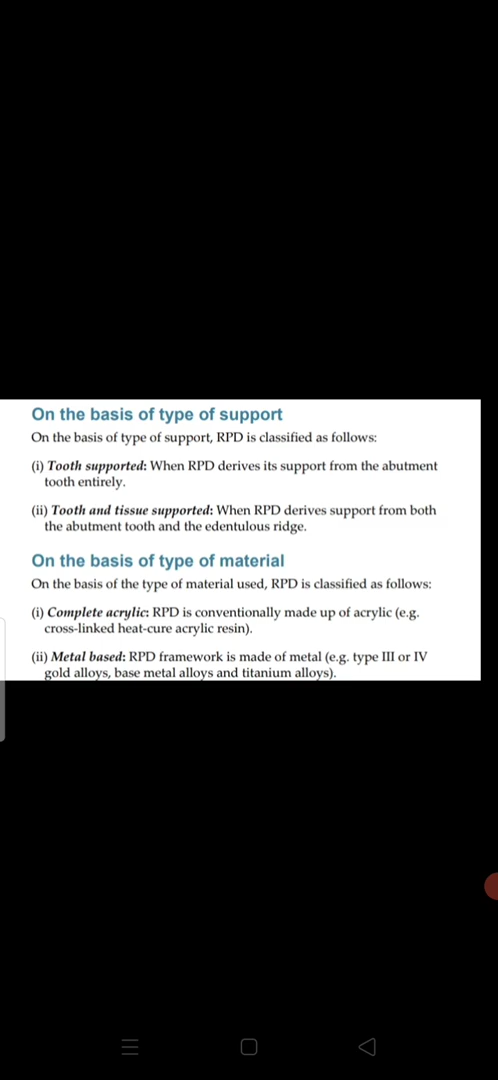 On the basis of type of support
On the basis of type of support, RPD is classified as follows:
(i) Tooth supported: When RPD derives its support from the abutment
tooth entirely.
(ii) Tooth and tissue supported: When RPD derives support from both
the abutment tooth and the edentulous ridge.
On the basis of type of material
On the basis of the type of material used, RPD is classified as follows:
(i) Complete acrylic: RPD is conventionally made up of acrylic (e.g.
cross-linked heat-cure acrylic resin).
(ii) Metal based: RPD framework is made of metal (e.g. type III or IV
gold alloys, base metal alloys and titanium alloys).